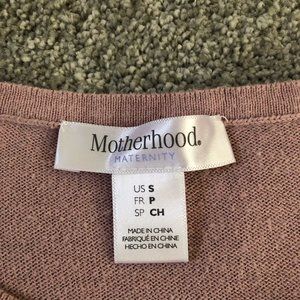 Motherhood.
MATERNITY
US S
FR P
SP CH
MADE IN CHINA
FABRIQUÉ EN CHINE
HECHO EN CHINA